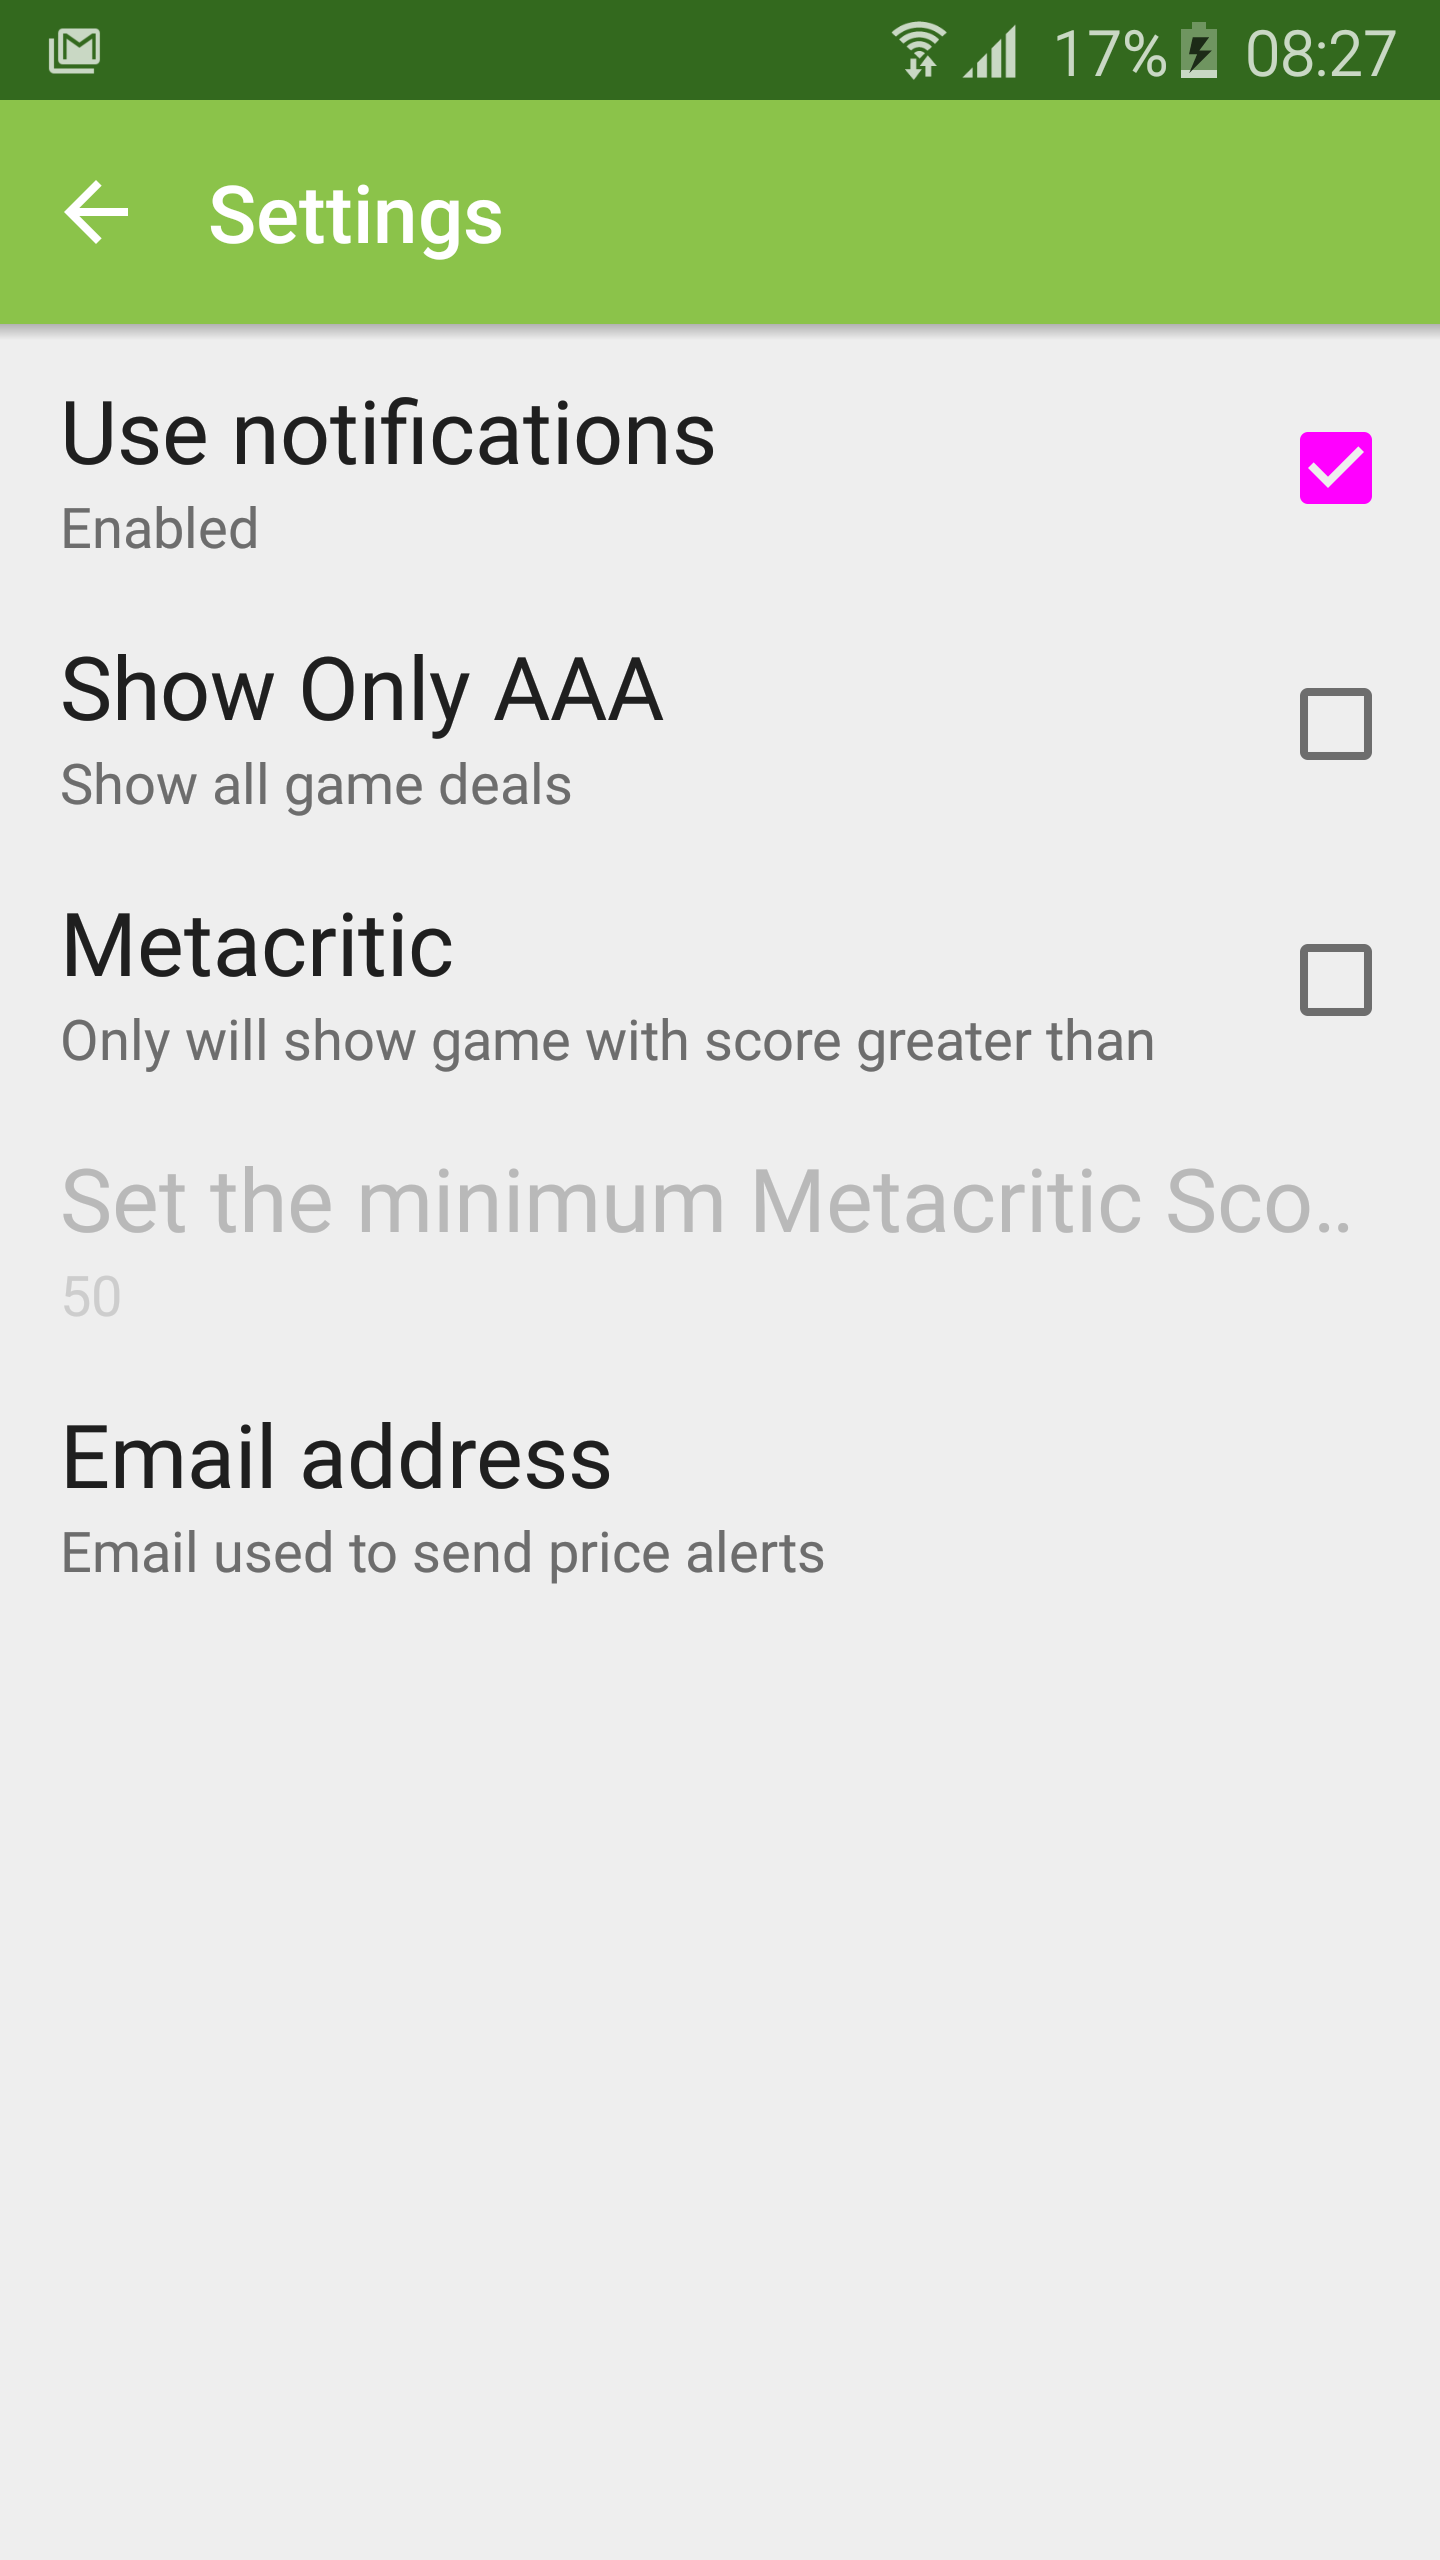 17% 08:27
Settings
Use notifications
Enabled
Show Only AAA
Show all game deals
Metacritic
Only will show game with score greater than
Set the minimum Metacritic Sco..
50
Email address
Email used to send price alerts